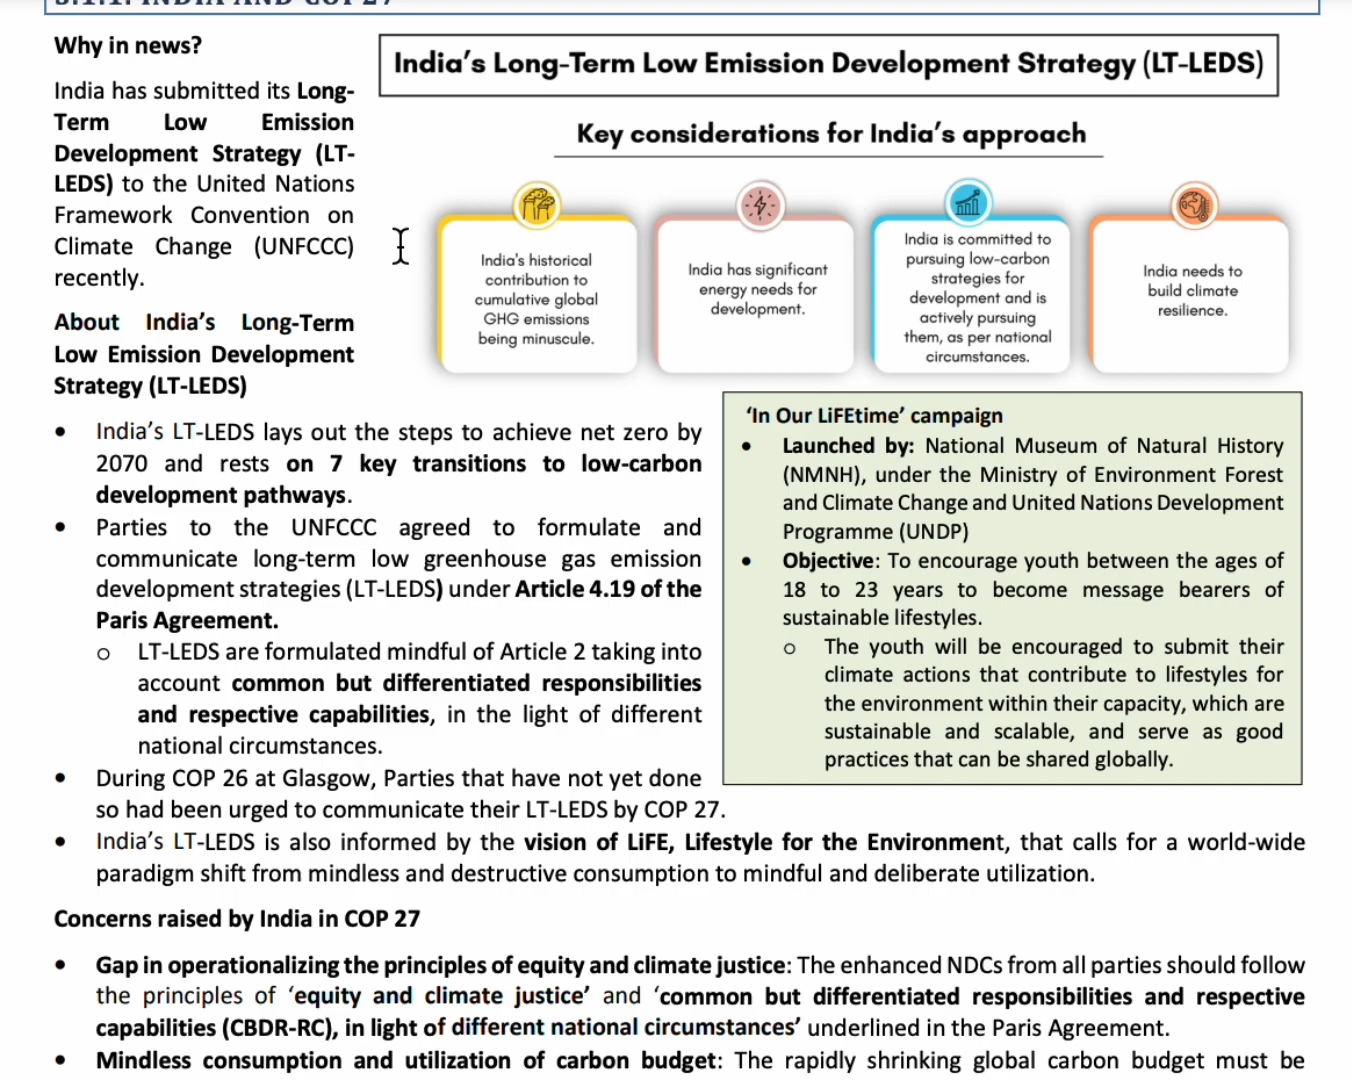 5.1.1. INDIA AND COP 27
Why in news?
India has submitted its Long-
Term Low Emission
Development Strategy (LT-
LEDS) to the United Nations
Framework Convention on
Climate Change (UNFCCC)
recently.
India's Long-Term Low Emission Development Strategy (LT-LEDS)
Key considerations for India's approach
India's historical
contribution to
cumulative global
GHG emissions
being minuscule.
India has significant
energy needs for
development.
India is committed to
pursuing low-carbon
strategies for
development and is
actively pursuing
them, as per national
circumstances.
India needs to
build climate
resilience.
About India's Long-Term
Low Emission Development
Strategy (LT-LEDS)
• India's LT-LEDS lays out the steps to achieve net zero by
2070 and rests on 7 key transitions to low-carbon
development pathways.
• Parties to the UNFCCC agreed to formulate and
communicate long-term low greenhouse gas emission
development strategies (LT-LEDS) under Article 4.19 of the
Paris Agreement.
o LT-LEDS are formulated mindful of Article 2 taking into
account common but differentiated responsibilities
and respective capabilities, in the light of different
national circumstances.
• During COP 26 at Glasgow, Parties that have not yet done
so had been urged to communicate their LT-LEDS by COP 27.
• India's LT-LEDS is also informed by the vision of LiFE, Lifestyle for the Environment, that calls for a world-wide
paradigm shift from mindless and destructive consumption to mindful and deliberate utilization.
'In Our LiFEtime' campaign
• Launched by: National Museum of Natural History
(NMNH), under the Ministry of Environment Forest
and Climate Change and United Nations Development
Programme (UNDP)
• Objective: To encourage youth between the ages of
18 to 23 years to become message bearers of
sustainable lifestyles.
o The youth will be encouraged to submit their
climate actions that contribute to lifestyles for
the environment within their capacity, which are
sustainable and scalable, and serve as good
practices that can be shared globally.
Concerns raised by India in COP 27
• Gap in operationalizing the principles of equity and climate justice: The enhanced NDCs from all parties should follow
the principles of 'equity and climate justice' and 'common but differentiated responsibilities and respective
capabilities (CBDR-RC), in light of different national circumstances' underlined in the Paris Agreement.
• Mindless consumption and utilization of carbon budget: The rapidly shrinking global carbon budget must be